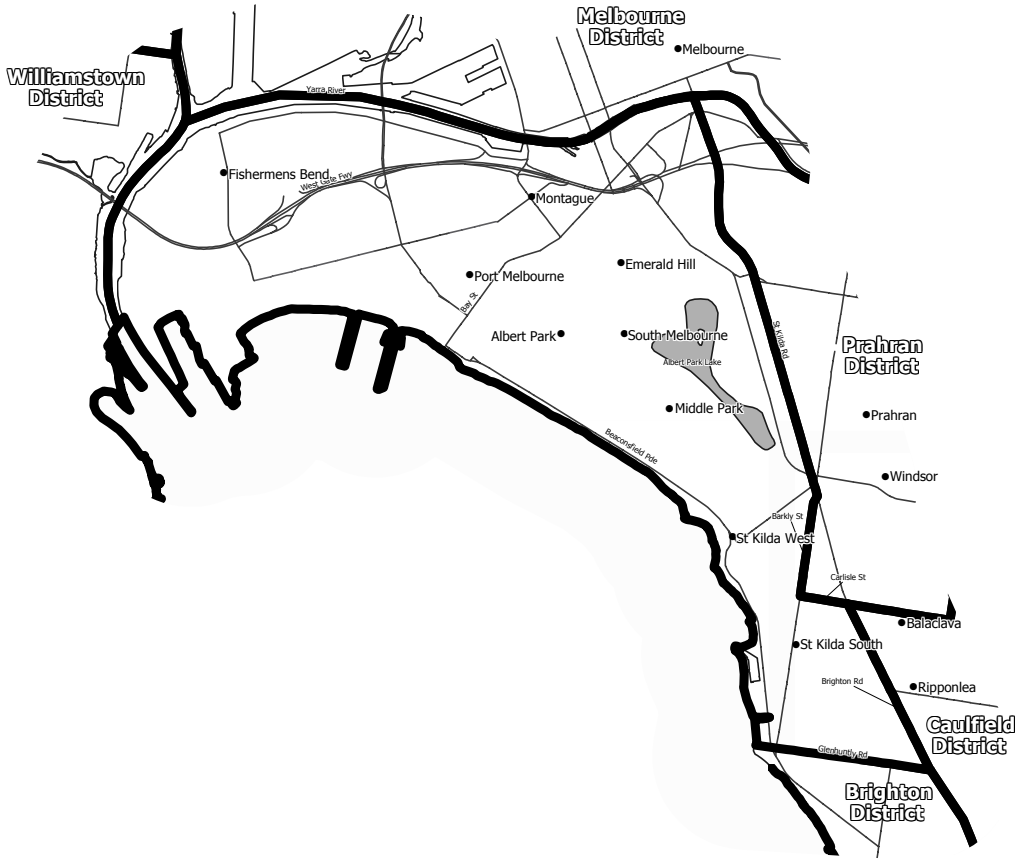 Melbourne
District
Melbourne
Williamstown
District
Yarra River
Fishermens Bend
West Gate Fwy
Montague
Emerald Hill
Port Melbourne
Bay St
Albert Park
South Melbourne
St Kilda Rd
Albert Park Lake
Prahran
District
Middle Park
Prahran
Beaconsfield Pde
Windsor
Barkly St
St Kilda West
Carlisle St
Balaclava
St Kilda South
Brighton Rd
Ripponlea
Caulfield
District
Glenhuntly Rd
Brighton
District